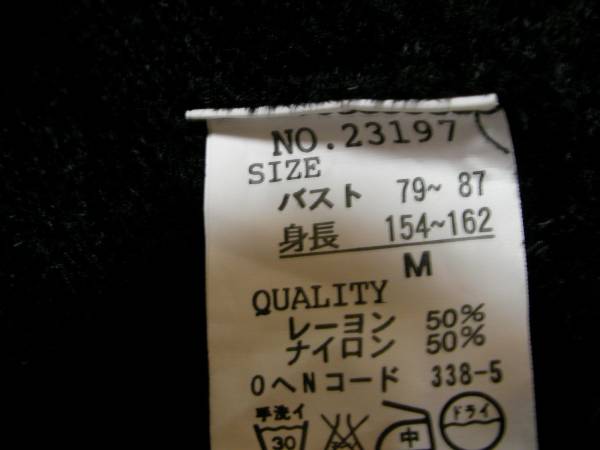 NO.23197
SIZE
バスト 79~ 87
身長 154~162
M
QUALITY
レーヨン 50%
ナイロン 50%
OへNコード 338-5
手洗イ
30 中 ドライ